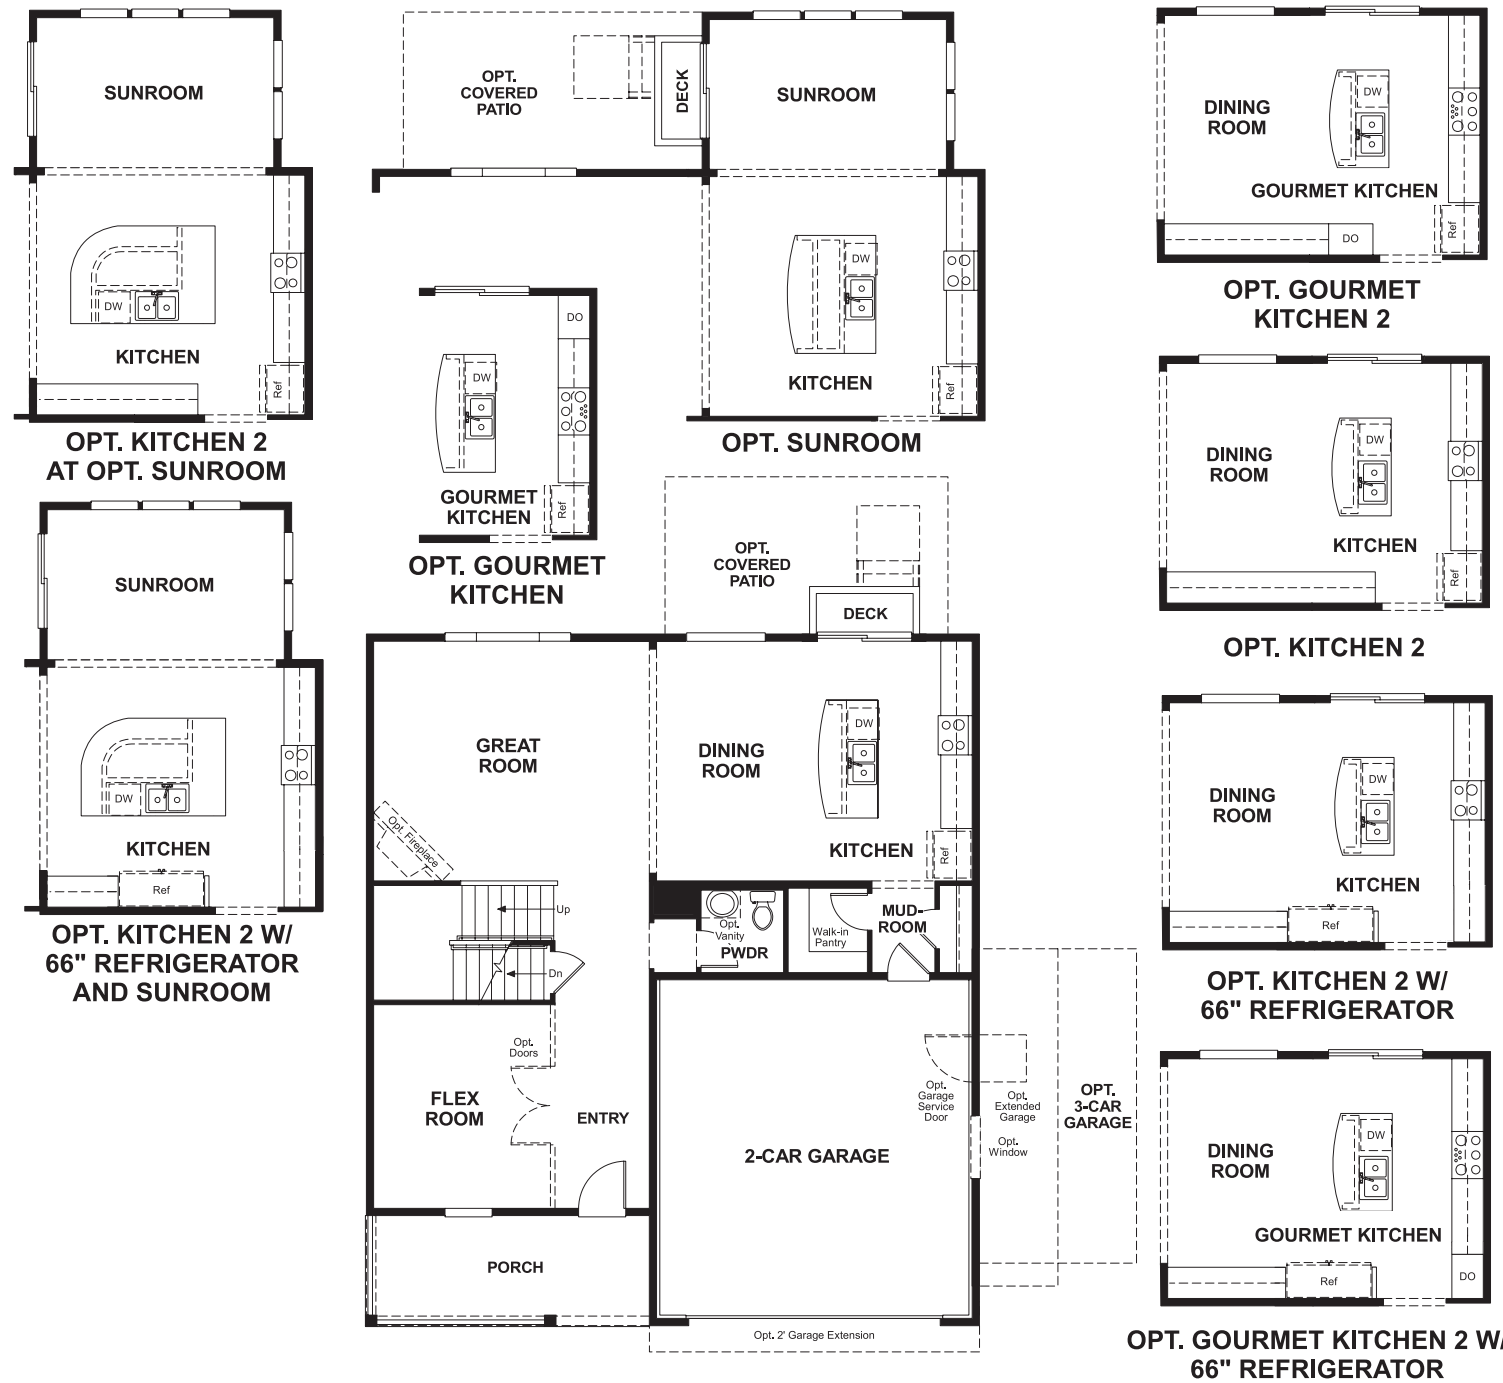 SUNROOM
DW
KITCHEN
Ref
OPT. KITCHEN 2
AT OPT. SUNROOM
SUNROOM
DW
KITCHEN
Ref
OPT. KITCHEN 2 W/
66" REFRIGERATOR
AND SUNROOM
OPT.
COVERED
PATIO
DECK
SUNROOM
DW
KITCHEN
Ref
OPT. SUNROOM
DO
DW
GOURMET
KITCHEN
Ref
OPT. GOURMET
KITCHEN
OPT.
COVERED
PATIO
DECK
GREAT
ROOM
DINING
ROOM
DW
KITCHEN
Ref
Opt. Fireplace
Up
Dn
Opt.
Vanity
PWDR
Walk-in
Pantry
MUD-
ROOM
Opt.
Doors
FLEX
ROOM
ENTRY
2-CAR GARAGE
Opt.
Garage
Service
Door
Opt.
Extended
Garage
Opt.
Window
OPT.
3-CAR
GARAGE
PORCH
Opt. 2' Garage Extension
DINING
ROOM
DW
GOURMET KITCHEN
DO
Ref
OPT. GOURMET
KITCHEN 2
DINING
ROOM
DW
KITCHEN
Ref
OPT. KITCHEN 2
DINING
ROOM
DW
KITCHEN
Ref
OPT. KITCHEN 2 W/
66" REFRIGERATOR
DINING
ROOM
DW
GOURMET KITCHEN
Ref
DO
OPT. GOURMET KITCHEN 2 W/
66" REFRIGERATOR